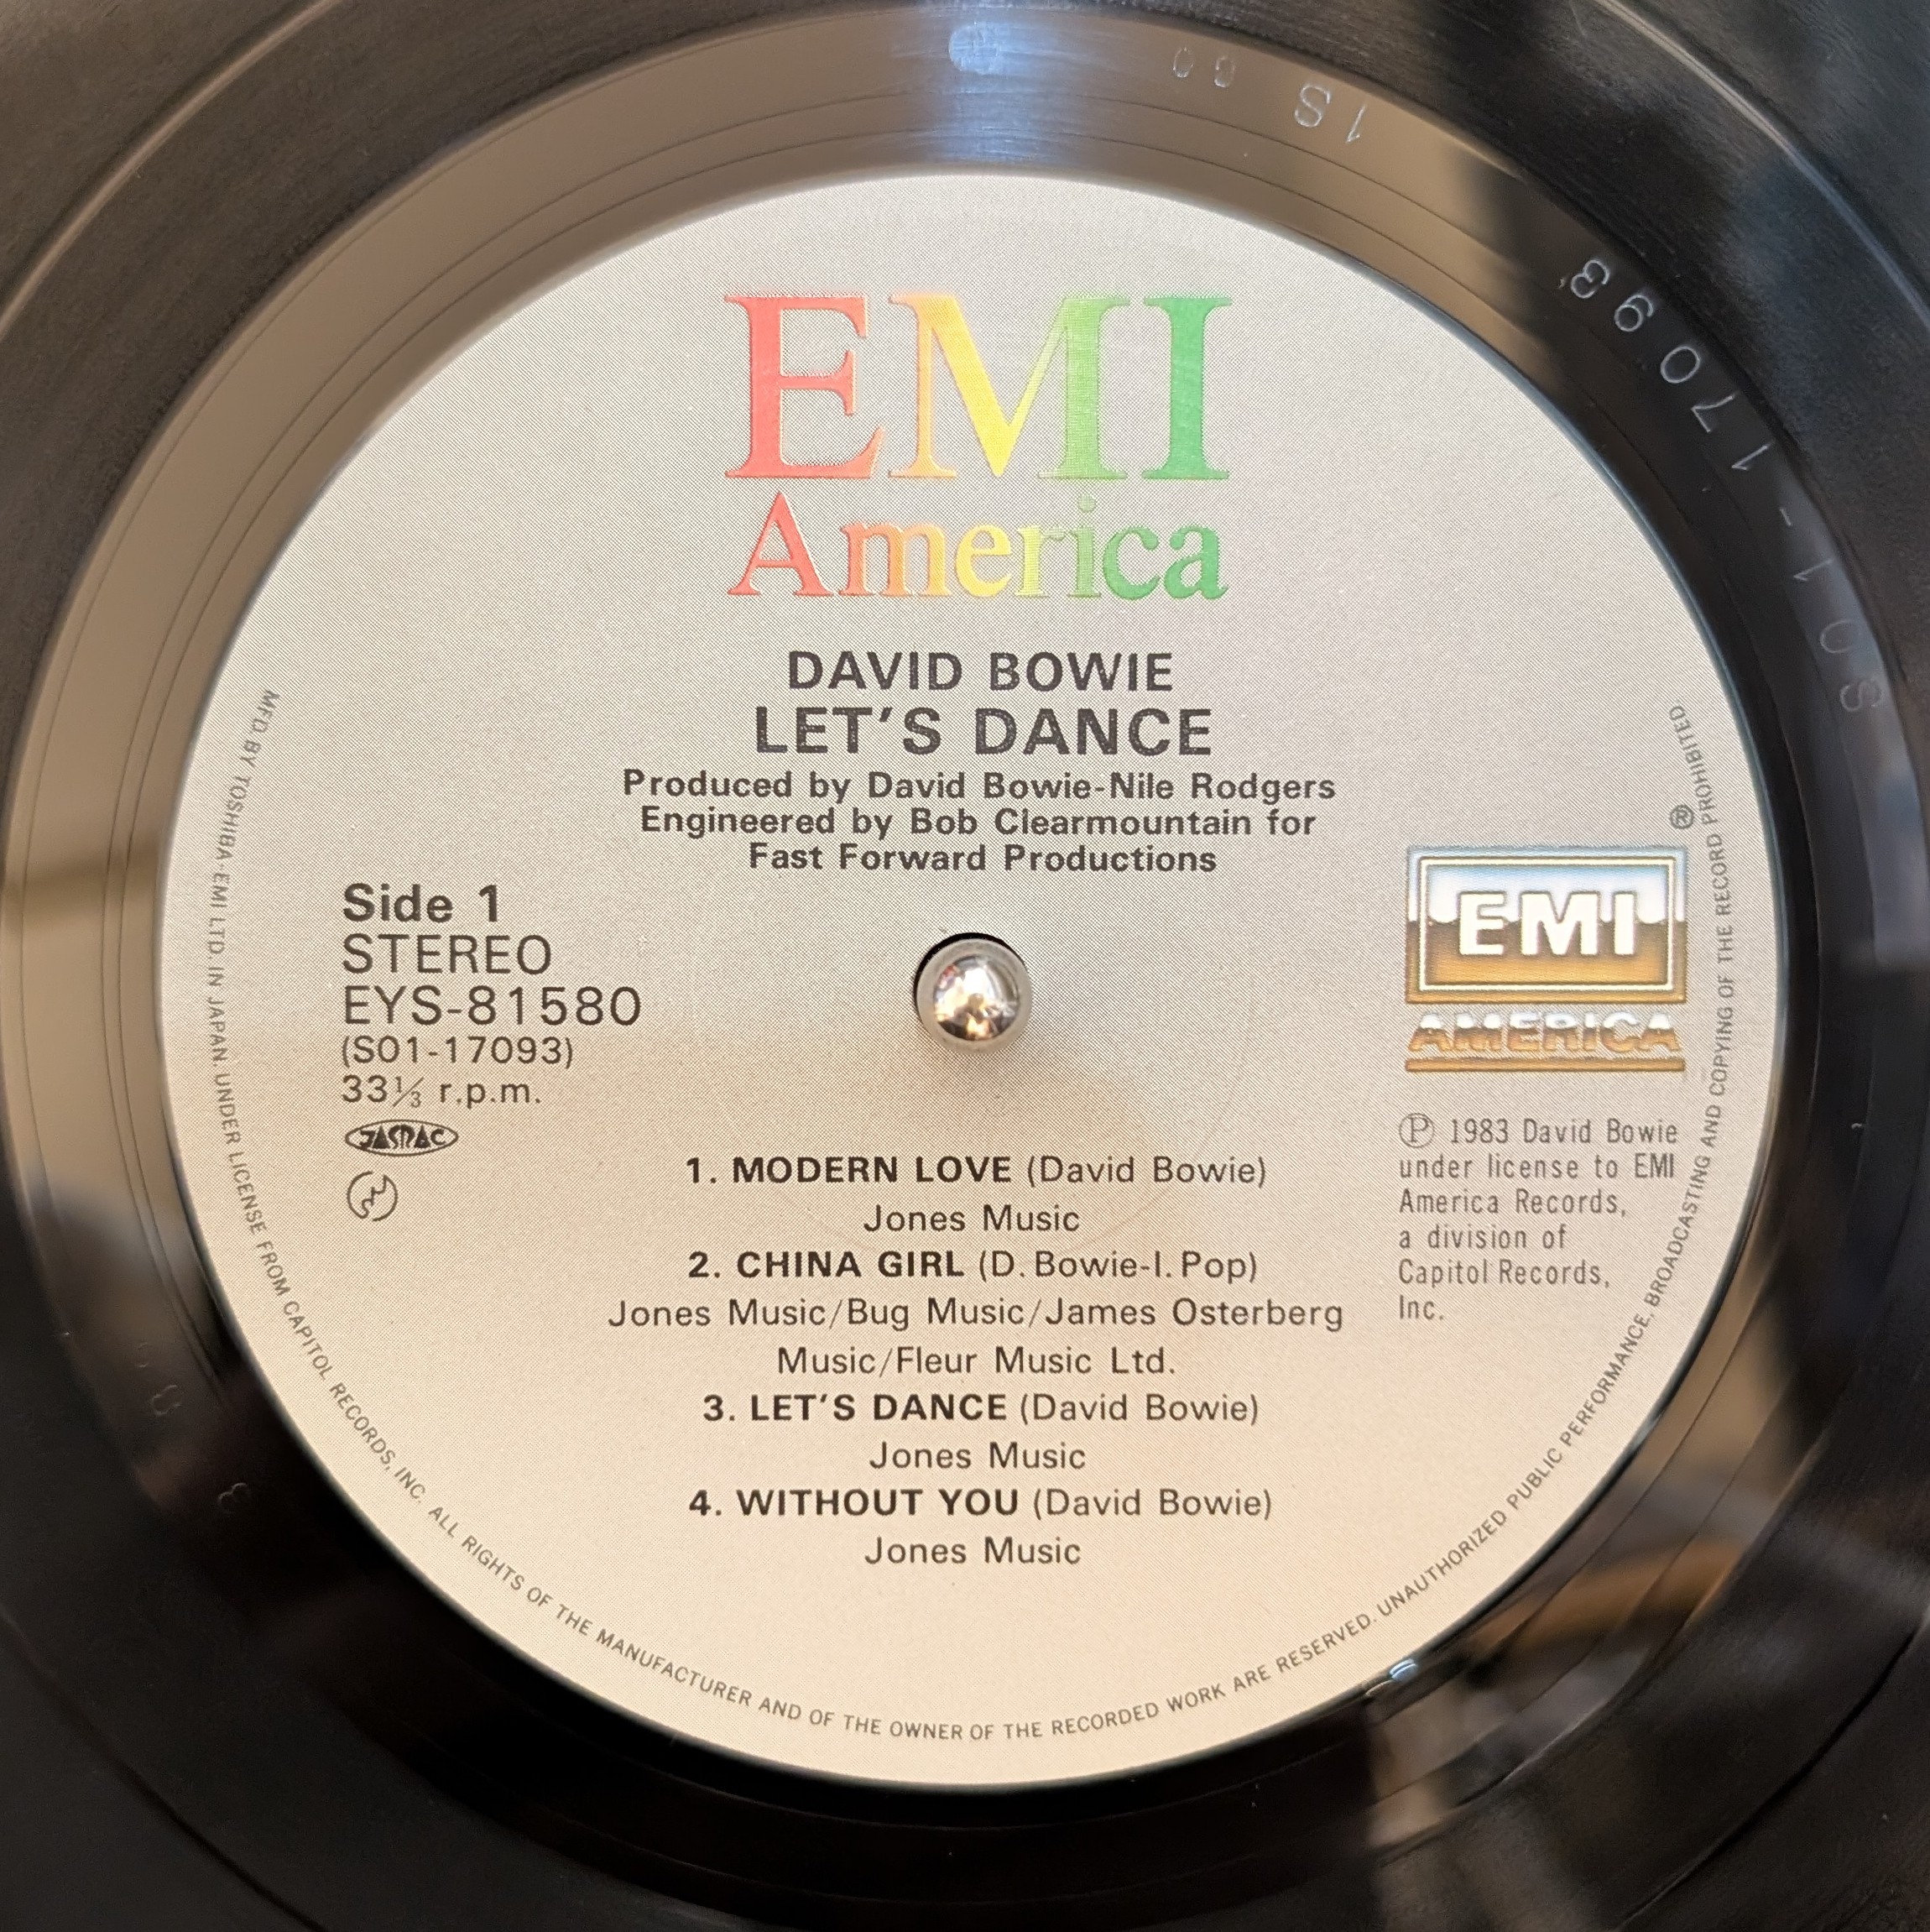 EMI
America
DAVID BOWIE
LET'S DANCE
Produced by David Bowie-Nile Rodgers
Engineered by Bob Clearmountain for
Fast Forward Productions
Side 1
STEREO
EYS-81580
(S01-17093)
33⅓ r.p.m.
JASRAC
®
EMI
AMERICA
Ⓟ 1983 David Bowie
under license to EMI
America Records,
a division of
Capitol Records,
Inc.
1. MODERN LOVE (David Bowie)
Jones Music
2. CHINA GIRL (D. Bowie-I. Pop)
Jones Music/Bug Music/James Osterberg
Music/Fleur Music Ltd.
3. LET'S DANCE (David Bowie)
Jones Music
4. WITHOUT YOU (David Bowie)
Jones Music
MFD. BY TOSHIBA·EMI LTD. IN JAPAN. UNDER LICENSE FROM CAPITOL RECORDS, INC. ALL RIGHTS OF THE MANUFACTURER AND OF THE OWNER OF THE RECORDED WORK ARE RESERVED. UNAUTHORIZED PUBLIC PERFORMANCE, BROADCASTING AND COPYING OF THE RECORD PROHIBITED
S01-17093
1S